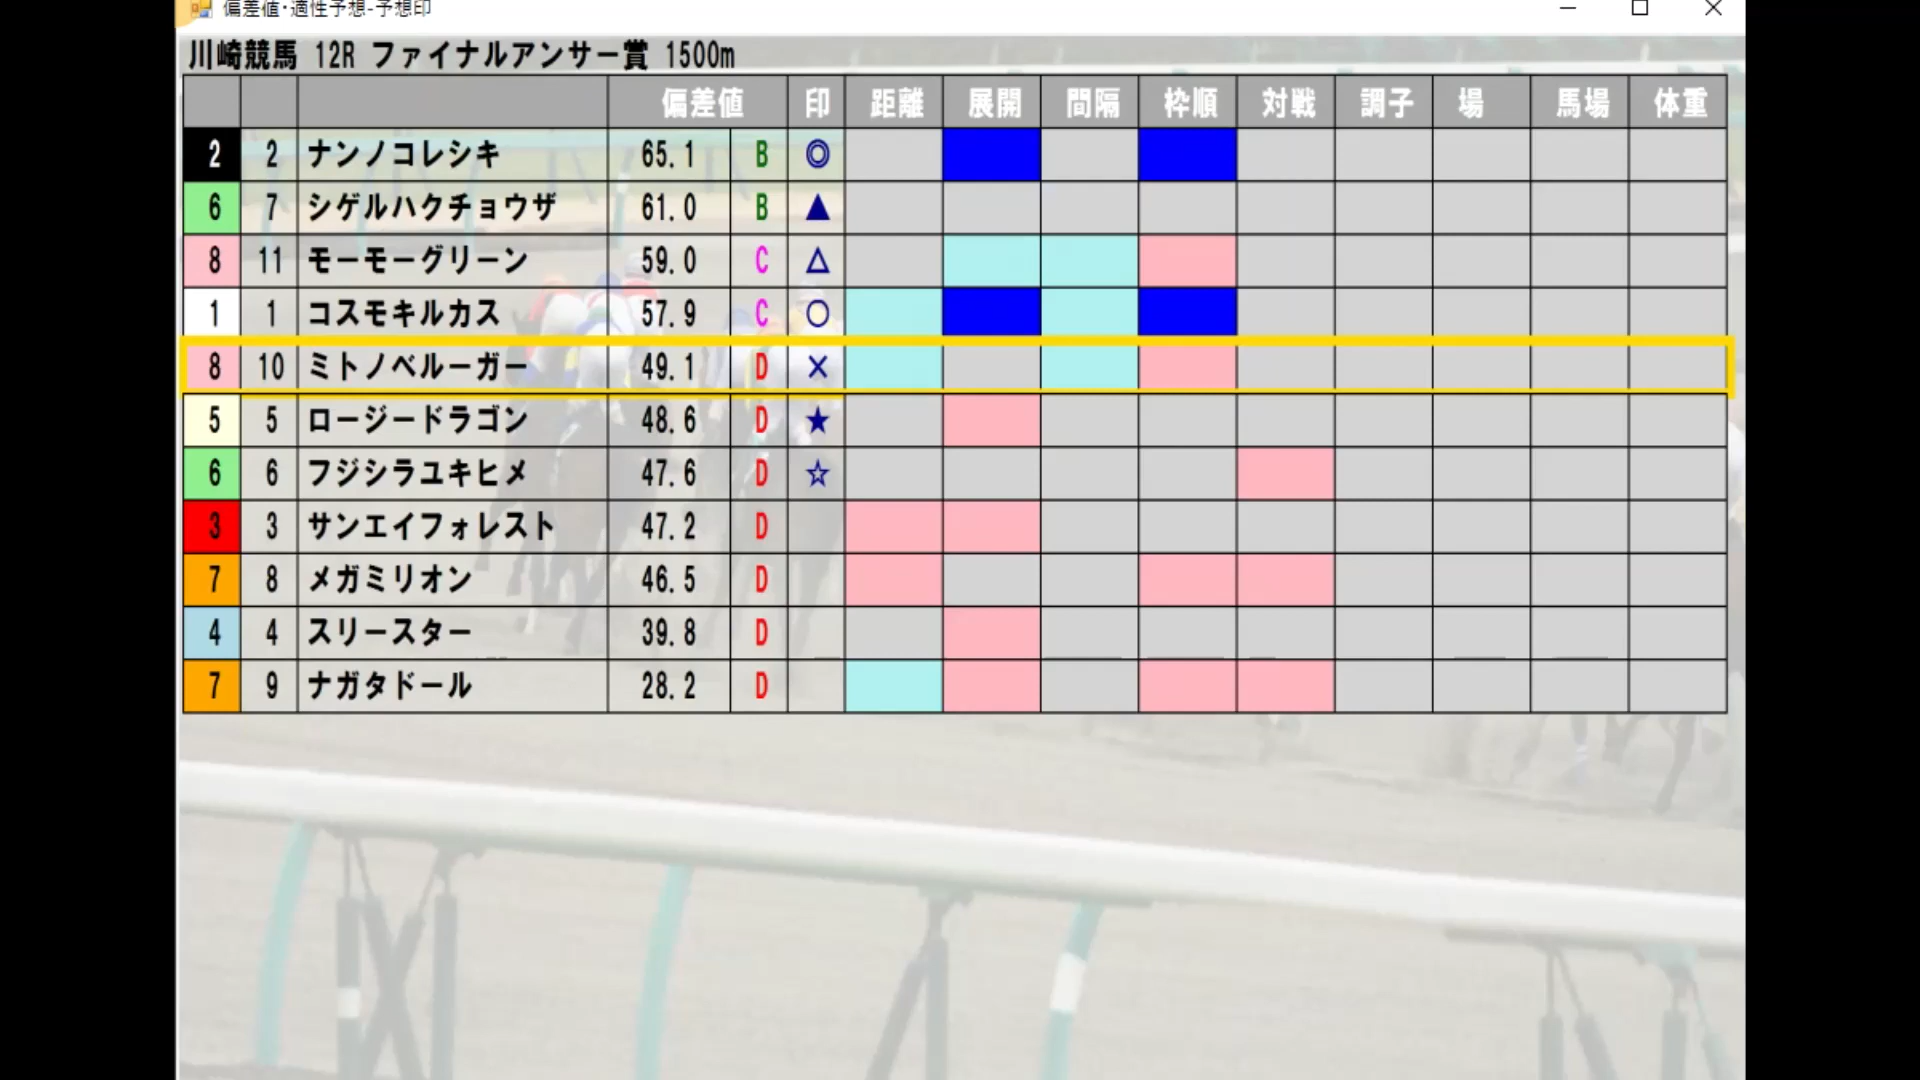 偏差値・適性予想-予想印
川崎競馬 12R ファイナルアンサー賞 1500m
偏差値 印 距離 展開 間隔 枠順 対戦 調子 場 馬場 体重
2 2 ナンノコレシキ 65.1 B ◎
6 7 シゲルハクチョウザ 61.0 B ▲
8 11 モーモーグリーン 59.0 C △
1 1 コスモキルカス 57.9 C ○
8 10 ミトノベルーガー 49.1 D ×
5 5 ロージードラゴン 48.6 D ★
6 6 フジシラユキヒメ 47.6 D ☆
3 3 サンエイフォレスト 47.2 D
7 8 メガミリオン 46.5 D
4 4 スリースター 39.8 D
7 9 ナガタドール 28.2 D